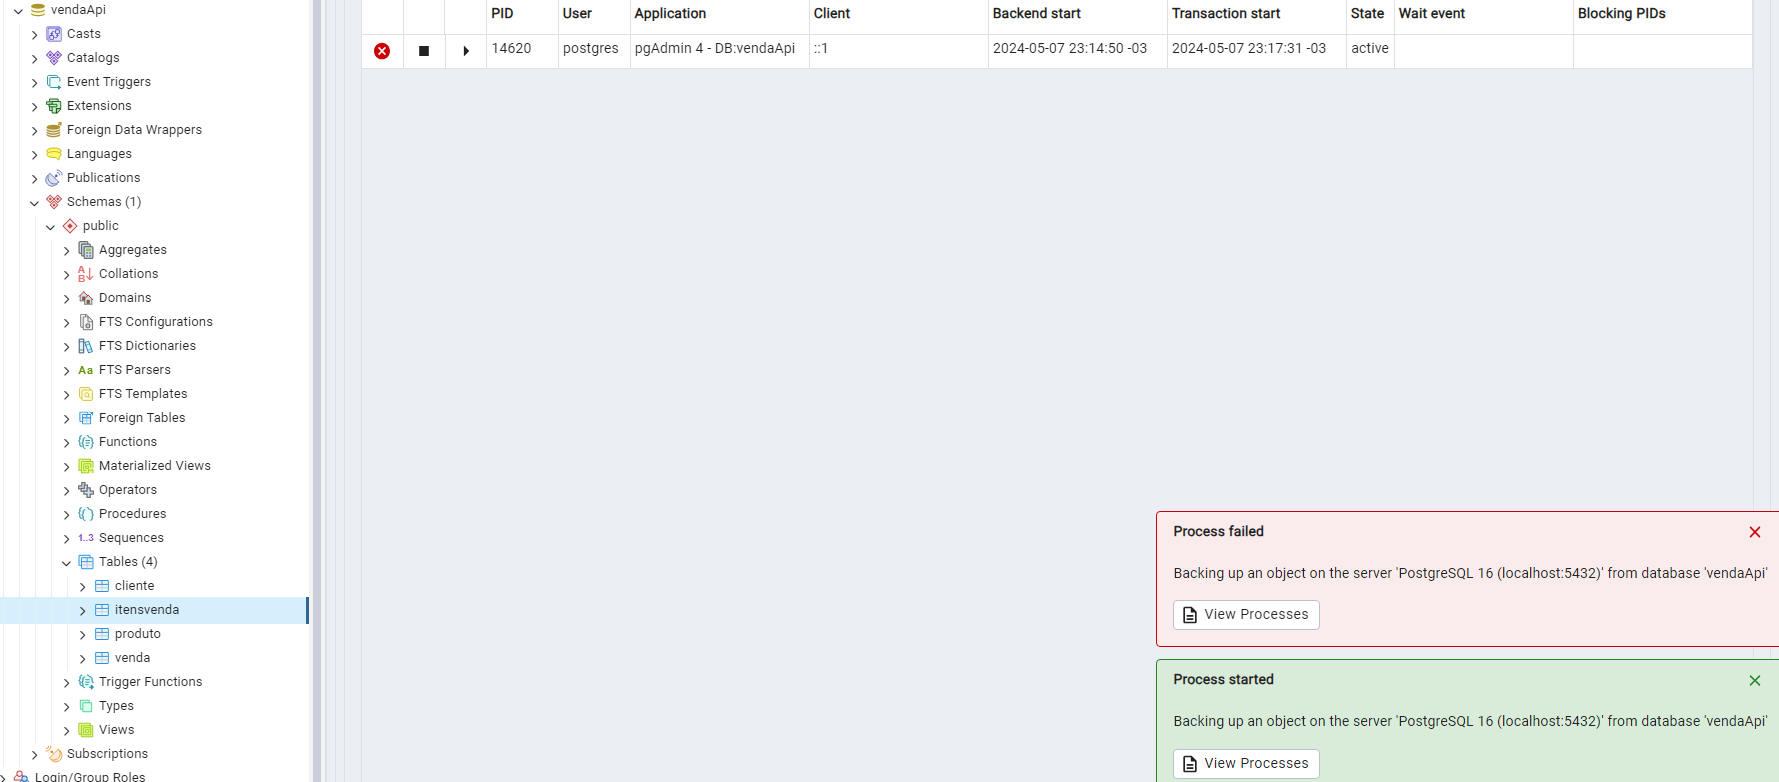 vendaApi
Casts
Catalogs
Event Triggers
Extensions
Foreign Data Wrappers
Languages
Publications
Schemas (1)
public
Aggregates
Collations
Domains
FTS Configurations
FTS Dictionaries
Aa FTS Parsers
FTS Templates
Foreign Tables
Functions
Materialized Views
Operators
Procedures
1..3 Sequences
Tables (4)
cliente
itensvenda
produto
venda
Trigger Functions
Types
Views
Subscriptions
Login/Group Roles
PID User Application Client Backend start Transaction start State Wait event Blocking PIDs
14620 postgres pgAdmin 4 - DB:vendaApi ::1 2024-05-07 23:14:50 -03 2024-05-07 23:17:31 -03 active
Process failed
Backing up an object on the server 'PostgreSQL 16 (localhost:5432)' from database 'vendaApi'
View Processes
Process started
Backing up an object on the server 'PostgreSQL 16 (localhost:5432)' from database 'vendaApi'
View Processes